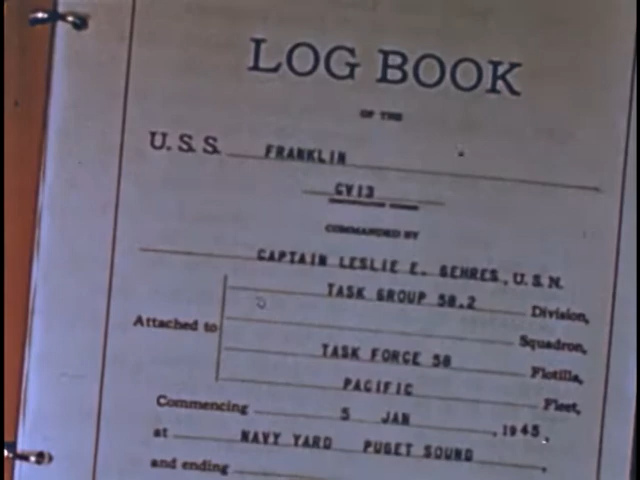 LOG BOOK
OF THE
U. S. S. FRANKLIN
CV13
COMMANDED BY
CAPTAIN LESLIE E. GEHRES, U. S. N.
TASK GROUP 58.2 Division,
Attached to Squadron,
TASK FORCE 58 Flotilla,
PACIFIC Fleet,
Commencing 5 JAN, 1945,
at NAVY YARD PUGET SOUND,
and ending